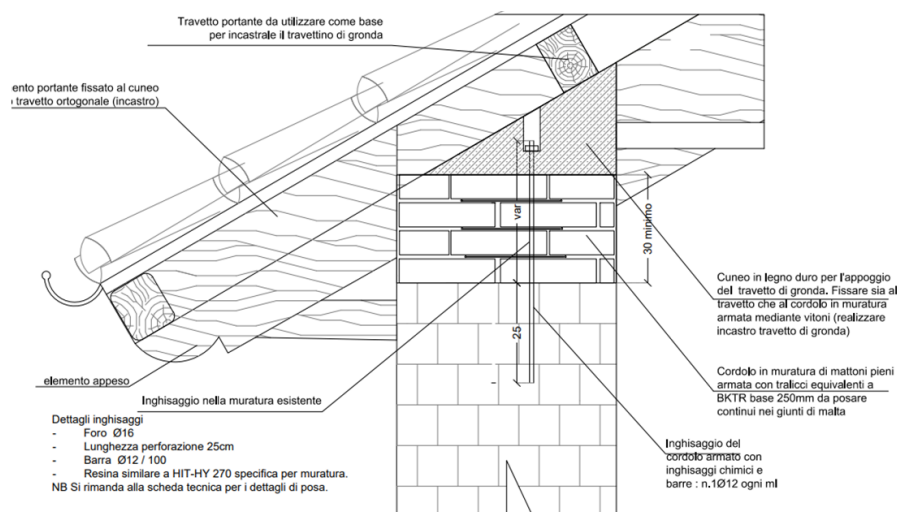 Travetto portante da utilizzare come base
per incastrale il travettino di gronda
ento portante fissato al cuneo
travetto ortogonale (incastro)
var
30 minimo
25
Cuneo in legno duro per l'appoggio
del travetto di gronda. Fissare sia al
travetto che al cordolo in muratura
armata mediante vitoni (realizzare
incastro travetto di gronda)
elemento appeso
Inghisaggio nella muratura esistente
Cordolo in muratura di mattoni pieni
armata con tralicci equivalenti a
BKTR base 250mm da posare
continui nei giunti di malta
Dettagli inghisaggi
- Foro Ø16
- Lunghezza perforazione 25cm
- Barra Ø12 / 100
- Resina similare a HIT-HY 270 specifica per muratura.
NB Si rimanda alla scheda tecnica per i dettagli di posa.
Inghisaggio del
cordolo armato con
inghisaggi chimici e
barre : n.1Ø12 ogni ml